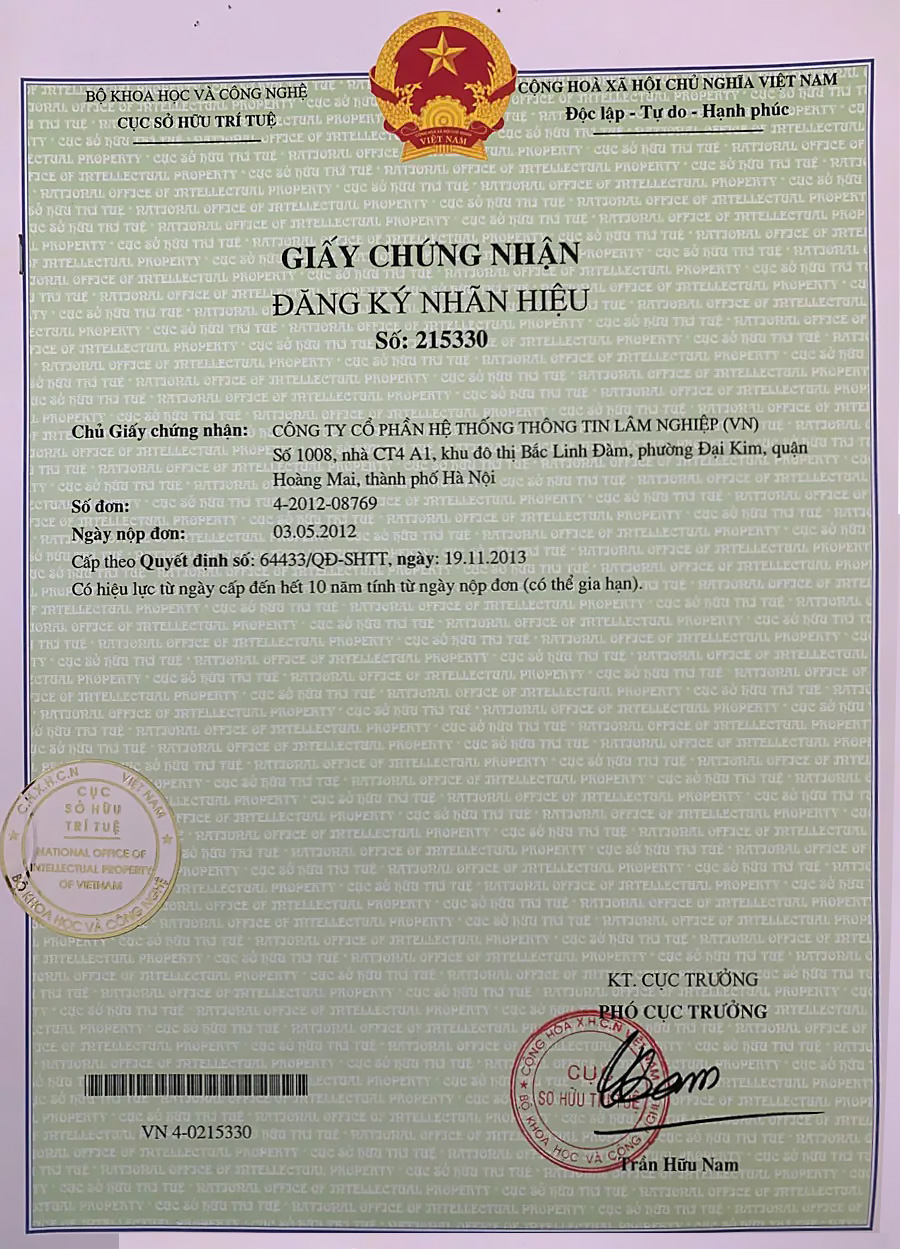 BỘ KHOA HỌC VÀ CÔNG NGHỆ
CỤC SỞ HỮU TRÍ TUỆ
CỘNG HOÀ XÃ HỘI CHỦ NGHĨA VIỆT NAM
Độc lập - Tự do - Hạnh phúc
VIỆT NAM
GIẤY CHỨNG NHẬN
ĐĂNG KÝ NHÃN HIỆU
Số: 215330
Chủ Giấy chứng nhận: CÔNG TY CỔ PHẦN HỆ THỐNG THÔNG TIN LÂM NGHIỆP (VN)
Số 1008, nhà CT4 A1, khu đô thị Bắc Linh Đàm, phường Đại Kim, quận
Hoàng Mai, thành phố Hà Nội
Số đơn: 4-2012-08769
Ngày nộp đơn: 03.05.2012
Cấp theo Quyết định số: 64433/QĐ-SHTT, ngày: 19.11.2013
Có hiệu lực từ ngày cấp đến hết 10 năm tính từ ngày nộp đơn (có thể gia hạn).
C.H.X.H.C.N VIỆT NAM
CỤC
SỞ HỮU
TRÍ TUỆ
NATIONAL OFFICE OF
INTELLECTUAL PROPERTY
OF VIETNAM
BỘ KHOA HỌC VÀ CÔNG NGHỆ
KT. CỤC TRƯỞNG
PHÓ CỤC TRƯỞNG
CỘNG HÒA X.H.C.N VIỆT NAM
SỞ HỮU
BỘ KHOA HỌC VÀ CÔNG
Trần Hữu Nam
VN 4-0215330